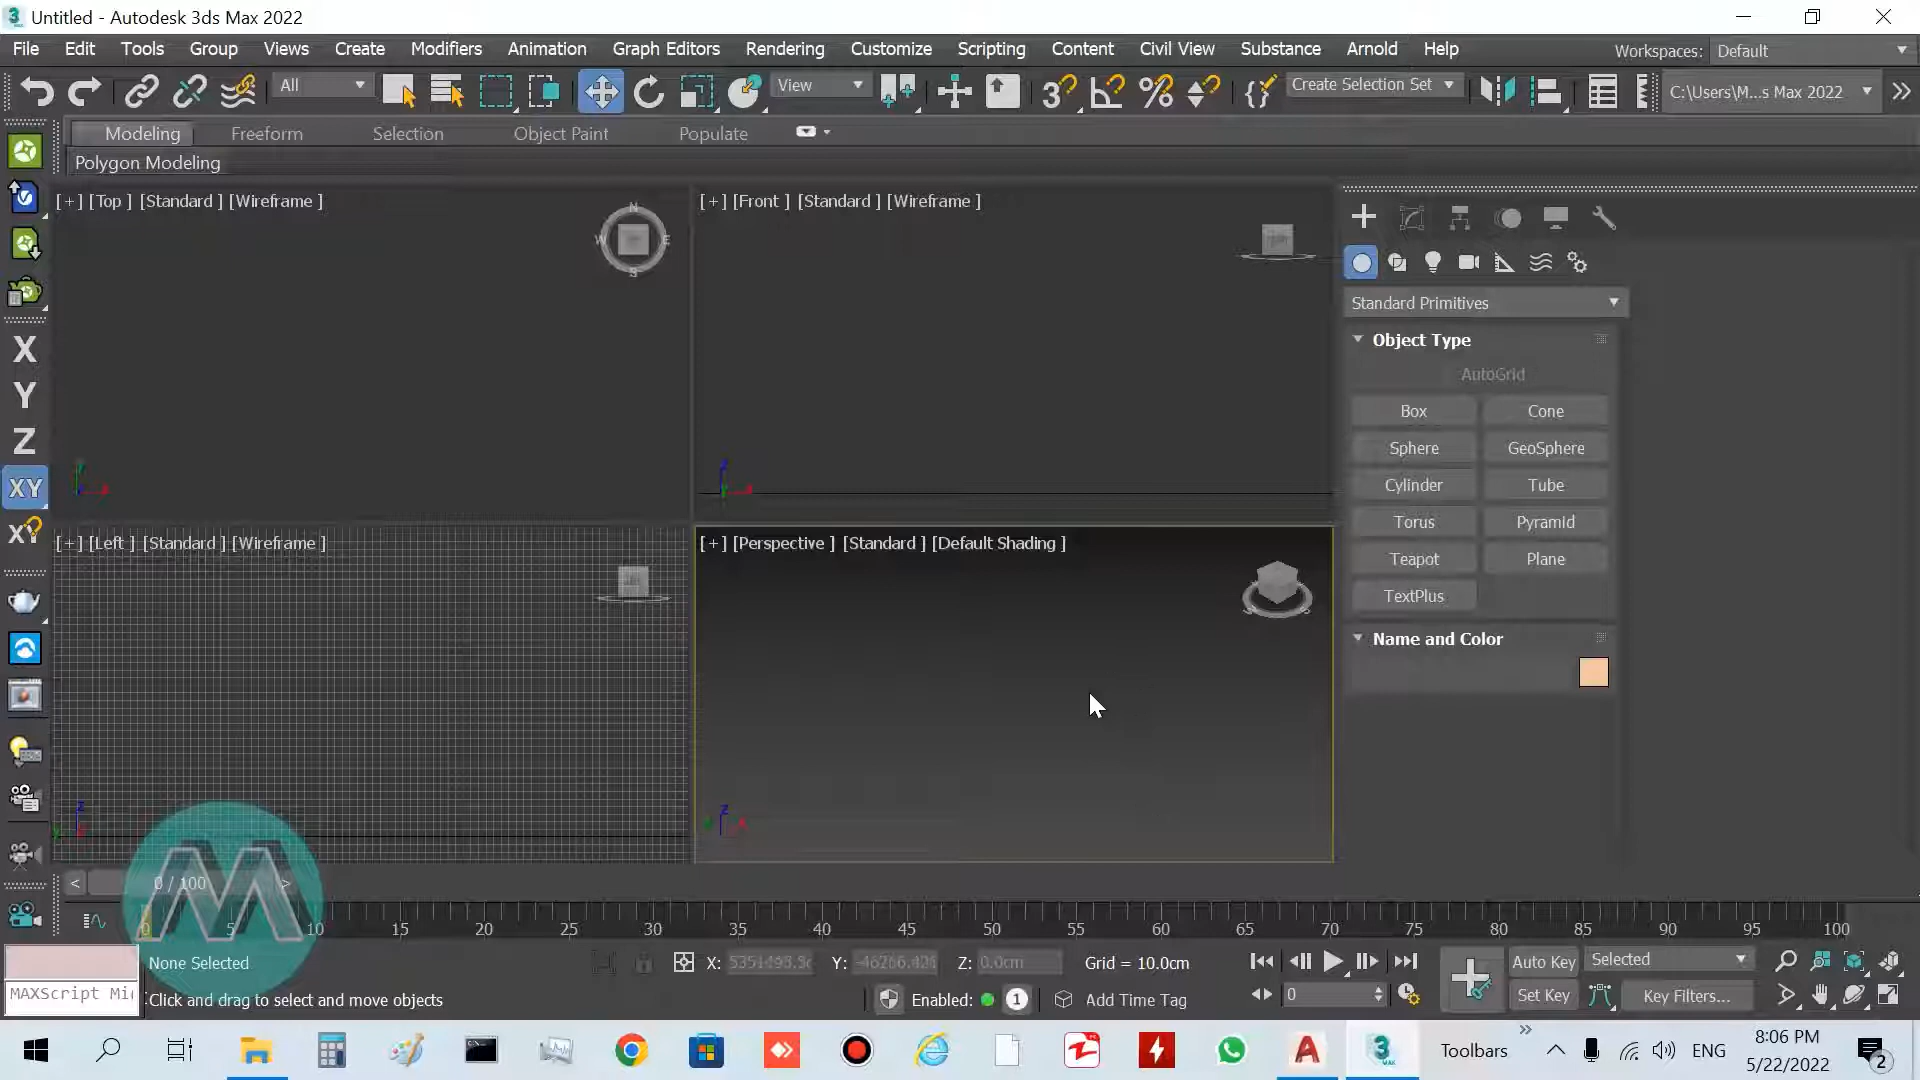 Untitled - Autodesk 3ds Max 2022
File Edit Tools Group Views Create Modifiers Animation Graph Editors Rendering Customize Scripting Content Civil View Substance Arnold Help Workspaces: Default
All View Create Selection Set C:\Users\M...s Max 2022
Modeling Freeform Selection Object Paint Populate
Polygon Modeling
[+] [Top ] [Standard ] [Wireframe ]
[+] [Front ] [Standard ] [Wireframe ]
Standard Primitives
Object Type
AutoGrid
Box Cone
Sphere GeoSphere
Cylinder Tube
Torus Pyramid
Teapot Plane
TextPlus
Name and Color
X
Y
Z
XY
XY
[+] [Left ] [Standard ] [Wireframe ]
[+] [Perspective ] [Standard ] [Default Shading ]
< 0 / 100 >
0 5 10 15 20 25 30 35 40 45 50 55 60 65 70 75 80 85 90 95 100
None Selected X: Y: Z: 0.0cm Grid = 10.0cm Auto Key Selected
MAXScript Mi
Click and drag to select and move objects Enabled: 1 Add Time Tag 0 Set Key Key Filters...
Toolbars ENG 8:06 PM
5/22/2022 2